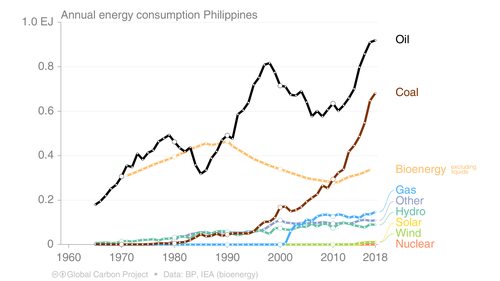 Annual energy consumption Philippines
1.0 EJ
0.8
0.6
0.4
0.2
0
1960
1970
1980
1990
2000
2010
2018
Oil
Coal
Bioenergy excluding liquids
Gas
Other
Hydro
Solar
Wind
Nuclear
Global Carbon Project • Data: BP, IEA (bioenergy)